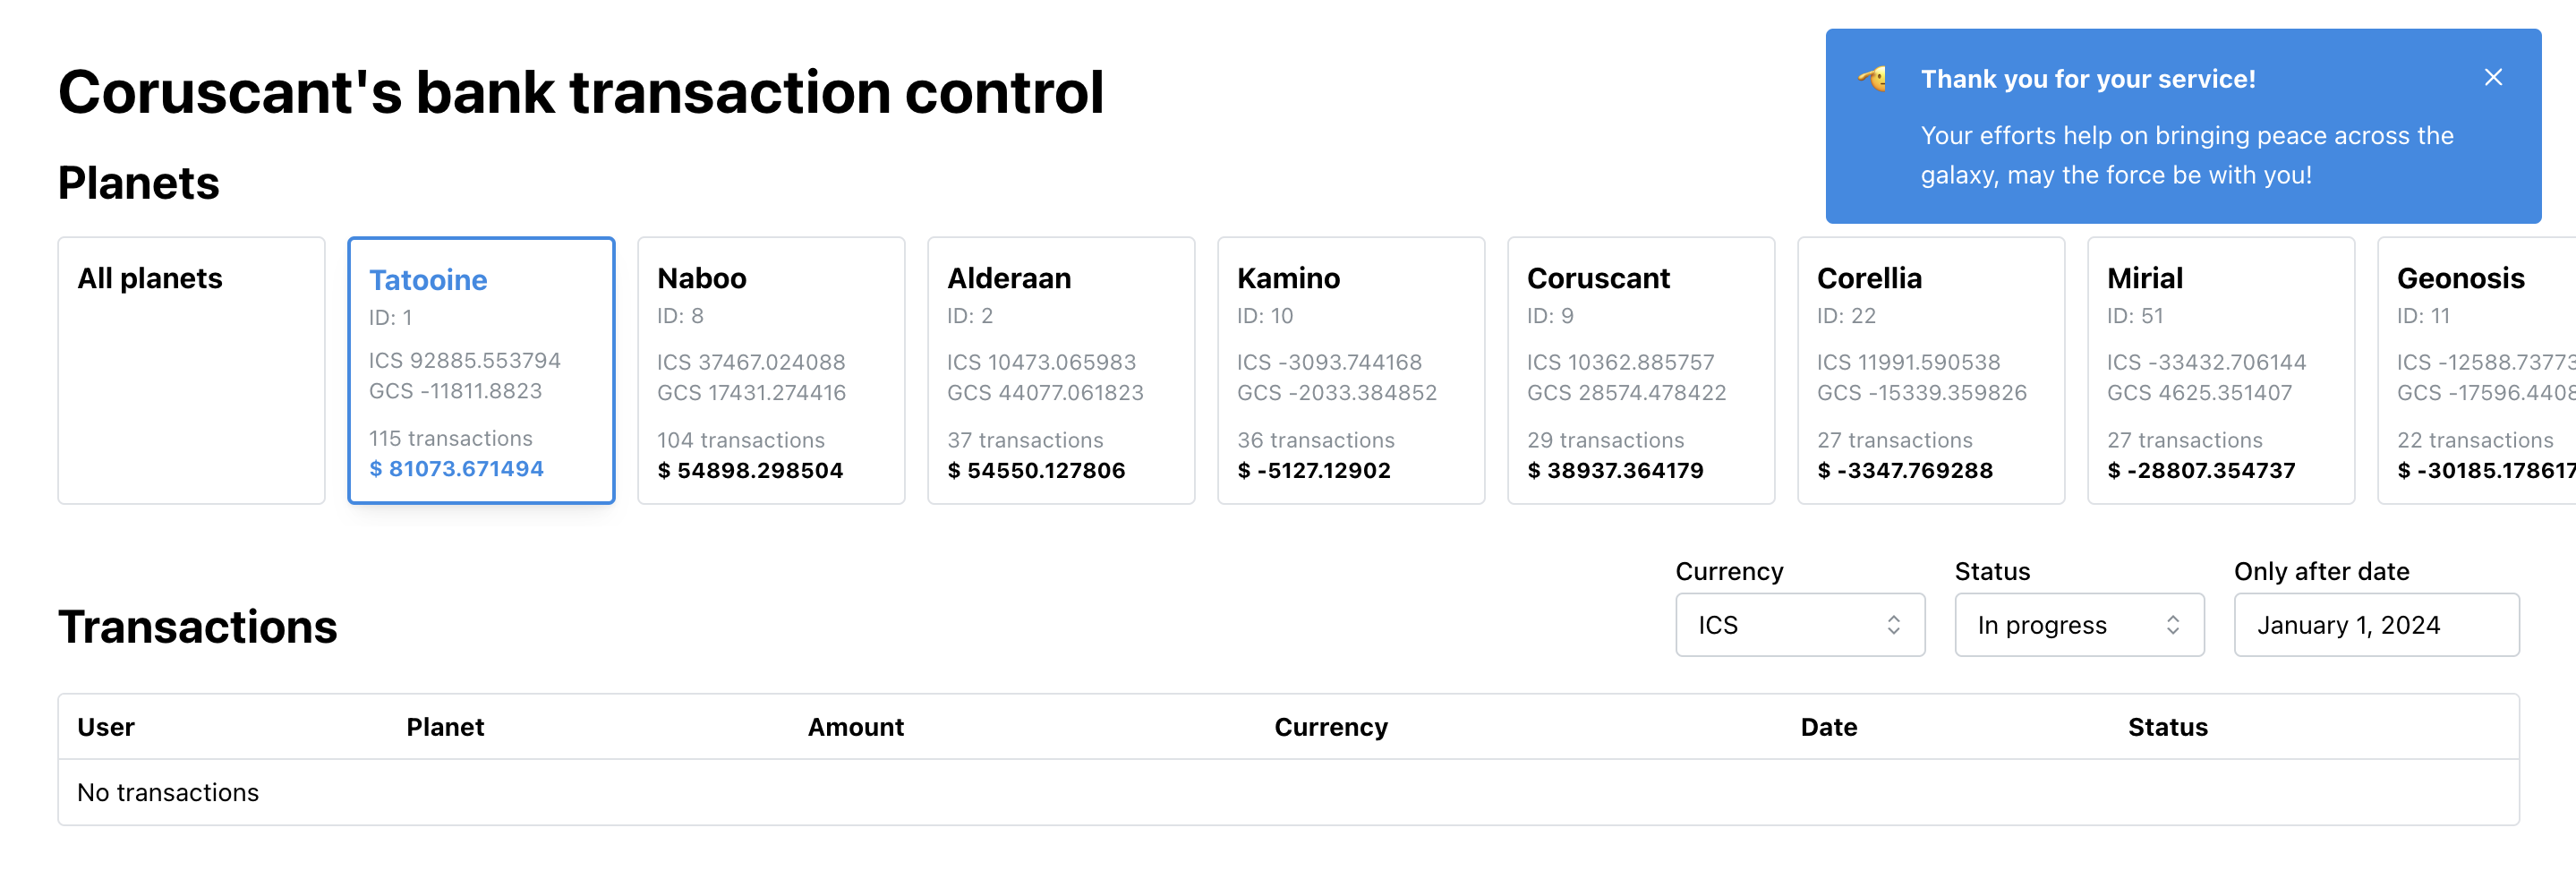 Coruscant's bank transaction control
Thank you for your service!
Your efforts help on bringing peace across the
galaxy, may the force be with you!
Planets
All planets
Tatooine
ID: 1
ICS 92885.553794
GCS -11811.8823
115 transactions
$ 81073.671494
Naboo
ID: 8
ICS 37467.024088
GCS 17431.274416
104 transactions
$ 54898.298504
Alderaan
ID: 2
ICS 10473.065983
GCS 44077.061823
37 transactions
$ 54550.127806
Kamino
ID: 10
ICS -3093.744168
GCS -2033.384852
36 transactions
$ -5127.12902
Coruscant
ID: 9
ICS 10362.885757
GCS 28574.478422
29 transactions
$ 38937.364179
Corellia
ID: 22
ICS 11991.590538
GCS -15339.359826
27 transactions
$ -3347.769288
Mirial
ID: 51
ICS -33432.706144
GCS 4625.351407
27 transactions
$ -28807.354737
Geonosis
ID: 11
ICS -12588.73773
GCS -17596.4408
22 transactions
$ -30185.178617
Transactions
Currency
ICS
Status
In progress
Only after date
January 1, 2024
User Planet Amount Currency Date Status
No transactions